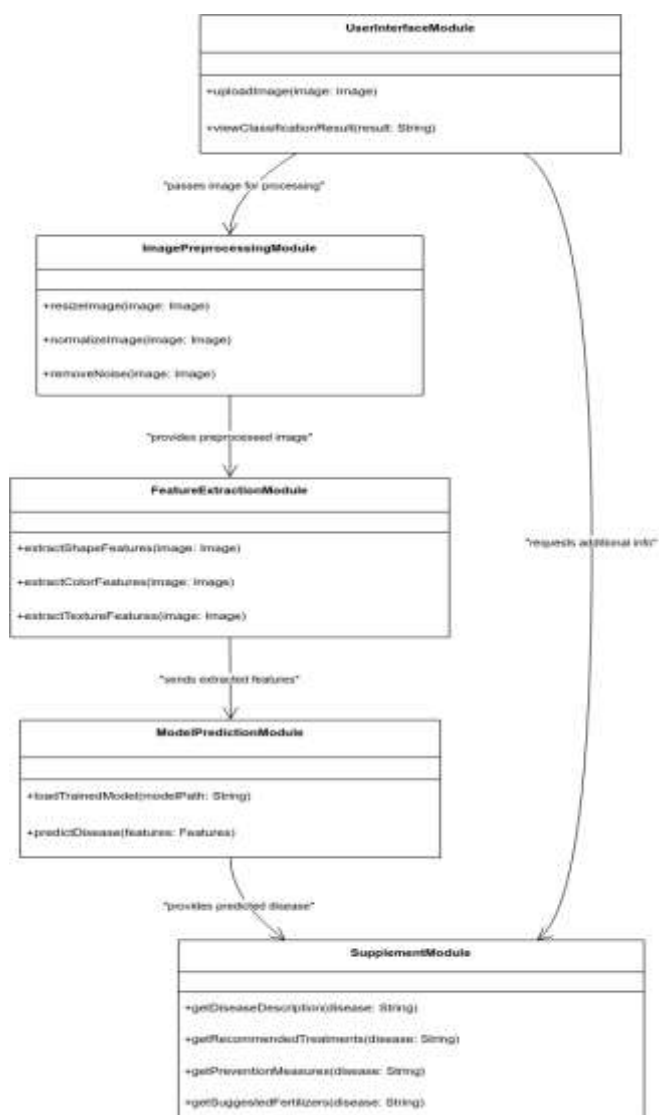 UserInterfaceModule
+uploadImage(image: Image)
+viewClassificationResult(result: String)
"passes image for processing"
ImagePreprocessingModule
+resizeImage(image: Image)
+normalizeImage(image: Image)
+removeNoise(image: Image)
"provides preprocessed image"
FeatureExtractionModule
+extractShapeFeatures(image: Image)
"requests additional info"
+extractColorFeatures(image: Image)
+extractTextureFeatures(image: Image)
"sends extracted features"
ModelPredictionModule
+loadTrainedModel(modelPath: String)
+predictDisease(features: Features)
"provides predicted disease"
SupplementModule
+getDiseaseDescription(disease: String)
+getRecommendedTreatments(disease: String)
+getPreventionMeasures(disease: String)
+getSuggestedFertilizers(disease: String)